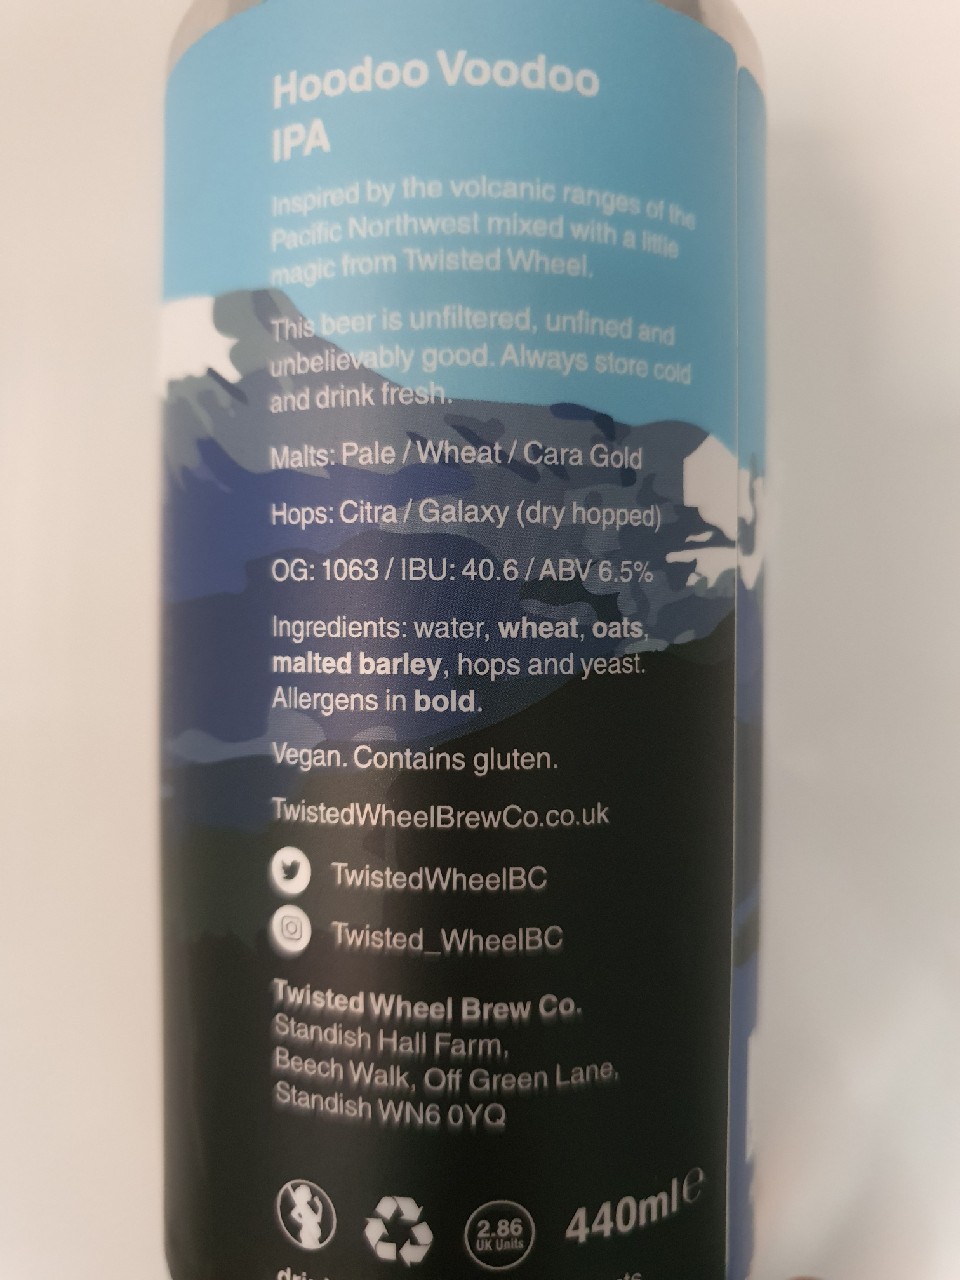 Hoodoo Voodoo
IPA
Inspired by the volcanic ranges of the
Pacific Northwest mixed with a little
magic from Twisted Wheel.
This beer is unfiltered, unfined and
unbelievably good. Always store cold
and drink fresh.
Malts: Pale / Wheat / Cara Gold
Hops: Citra / Galaxy (dry hopped)
OG: 1063 / IBU: 40.6 / ABV 6.5%
Ingredients: water, wheat, oats,
malted barley, hops and yeast.
Allergens in bold.
Vegan. Contains gluten.
TwistedWheelBrewCo.co.uk
TwistedWheelBC
Twisted_WheelBC
Twisted Wheel Brew Co.
Standish Hall Farm,
Beech Walk, Off Green Lane,
Standish WN6 0YQ
2.86
UK Units
440ml e